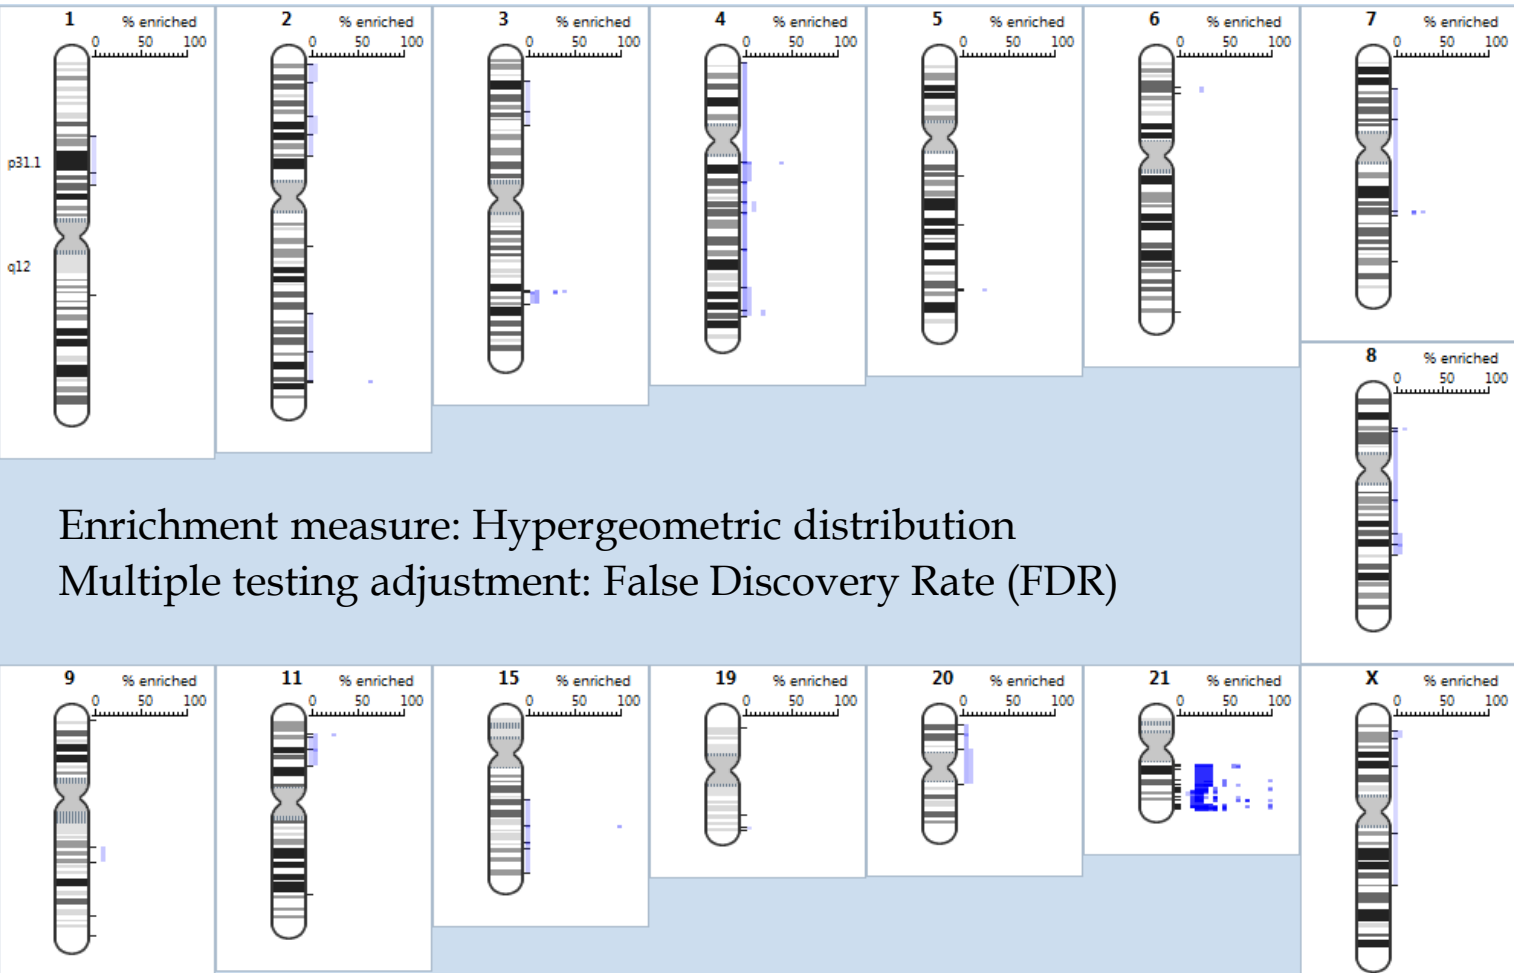 1 % enriched
0 50 100
p31.1
q12
2 % enriched
0 50 100
3 % enriched
0 50 100
4 % enriched
0 50 100
5 % enriched
0 50 100
6 % enriched
0 50 100
7 % enriched
0 50 100
8 % enriched
0 50 100
Enrichment measure: Hypergeometric distribution
Multiple testing adjustment: False Discovery Rate (FDR)
9 % enriched
0 50 100
11 % enriched
0 50 100
15 % enriched
0 50 100
19 % enriched
0 50 100
20 % enriched
0 50 100
21 % enriched
0 50 100
X % enriched
0 50 100